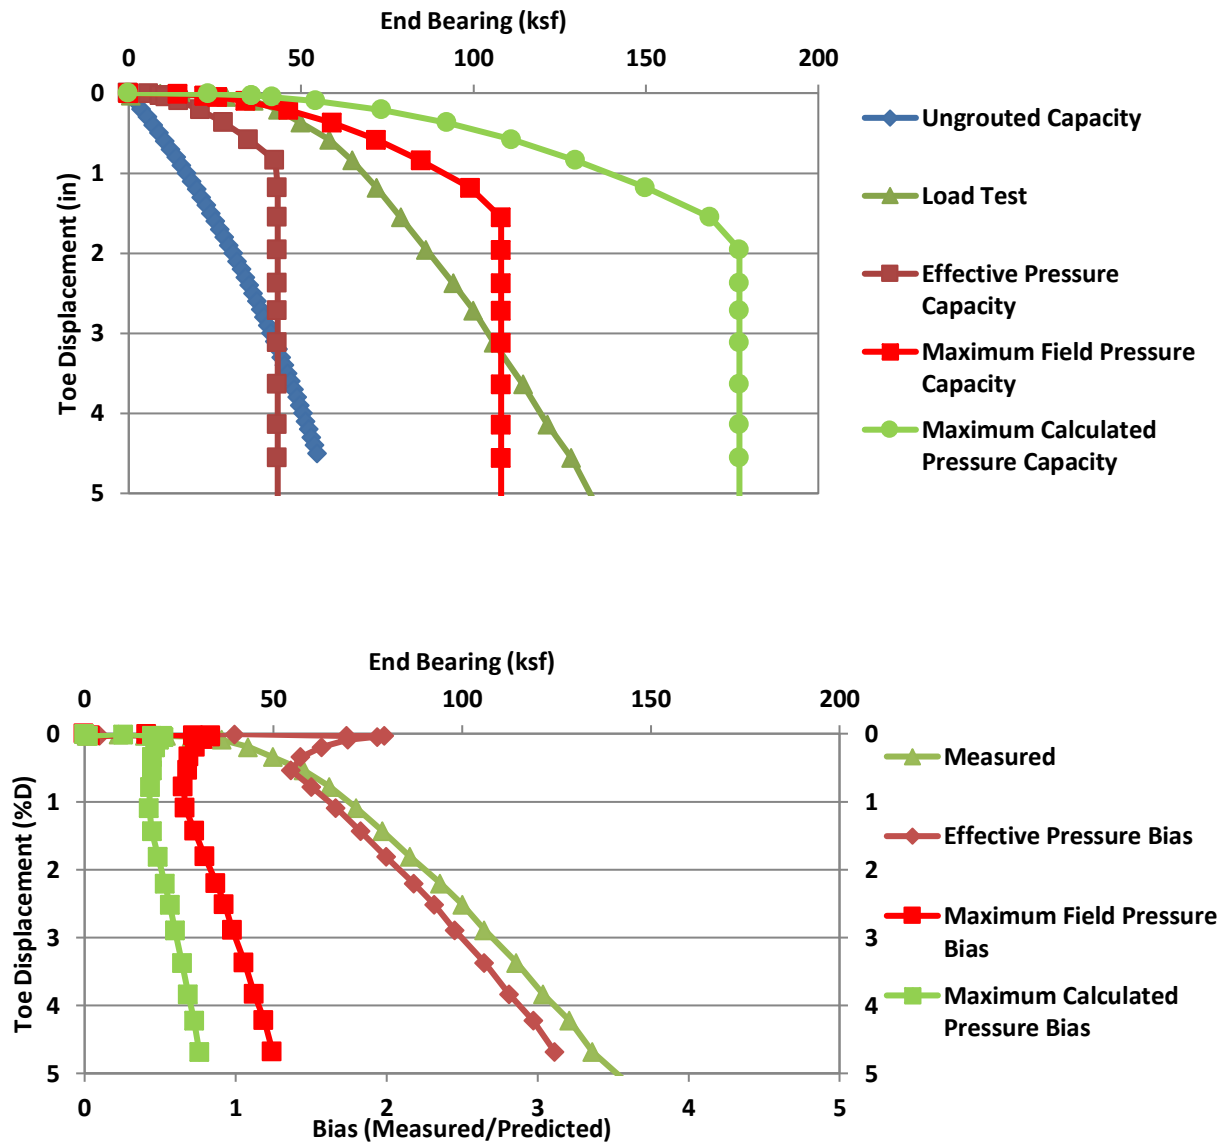 End Bearing (ksf)
0 50 100 150 200
0
1
2
3
4
5
Toe Displacement (in)
Ungrouted Capacity
Load Test
Effective Pressure
Capacity
Maximum Field Pressure
Capacity
Maximum Calculated
Pressure Capacity
End Bearing (ksf)
0 50 100 150 200
0 0
1 1
2 2
3 3
4 4
5 5
Toe Displacement (%D)
0 1 2 3 4 5
Bias (Measured/Predicted)
Measured
Effective Pressure Bias
Maximum Field Pressure
Bias
Maximum Calculated
Pressure Bias